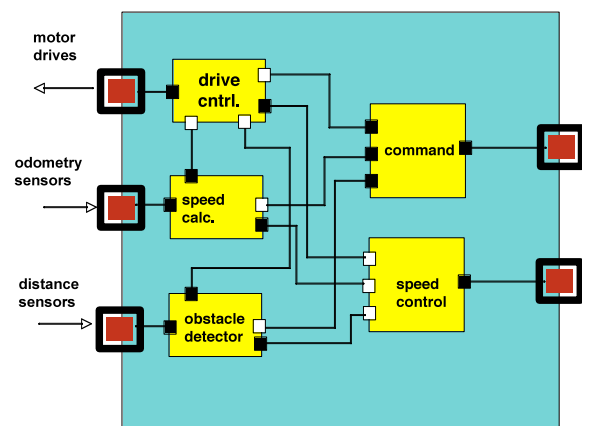 motor
drives
drive
cntrl.
command
odometry
sensors
speed
calc.
distance
sensors
speed
control
obstacle
detector